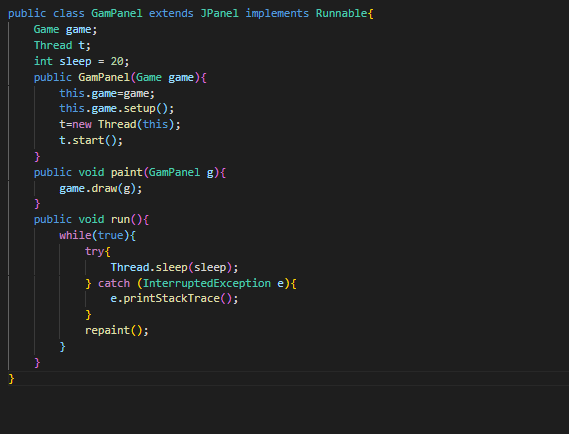 public class GamPanel extends JPanel implements Runnable{
Game game;
Thread t;
int sleep = 20;
public GamPanel(Game game){
this.game=game;
this.game.setup();
t=new Thread(this);
t.start();
}
public void paint(GamPanel g){
game.draw(g);
}
public void run(){
while(true){
try{
Thread.sleep(sleep);
} catch (InterruptedException e){
e.printStackTrace();
}
repaint();
}
}
}